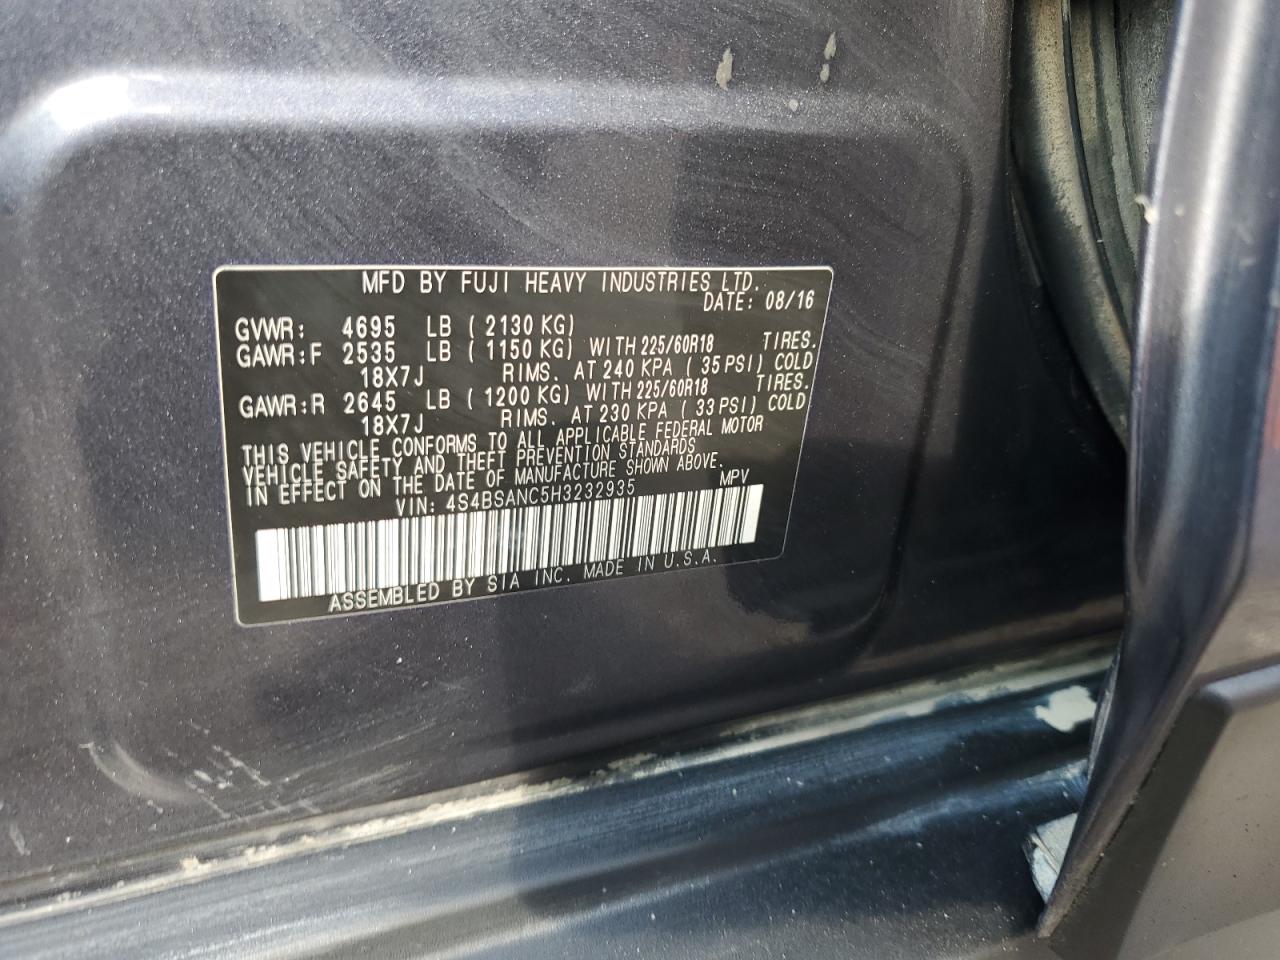 MFD BY FUJI HEAVY INDUSTRIES LTD.
DATE: 08/16
GVWR: 4695 LB ( 2130 KG)
GAWR:F 2535 LB ( 1150 KG) WITH 225/60R18 TIRES.
18X7J RIMS. AT 240 KPA ( 35 PSI) COLD
GAWR:R 2645 LB ( 1200 KG) WITH 225/60R18 TIRES.
18X7J RIMS. AT 230 KPA ( 33 PSI) COLD
THIS VEHICLE CONFORMS TO ALL APPLICABLE FEDERAL MOTOR
VEHICLE SAFETY AND THEFT PREVENTION STANDARDS
IN EFFECT ON THE DATE OF MANUFACTURE SHOWN ABOVE.
VIN: 4S4BSANC5H3232935 MPV
ASSEMBLED BY SIA INC. MADE IN U.S.A.